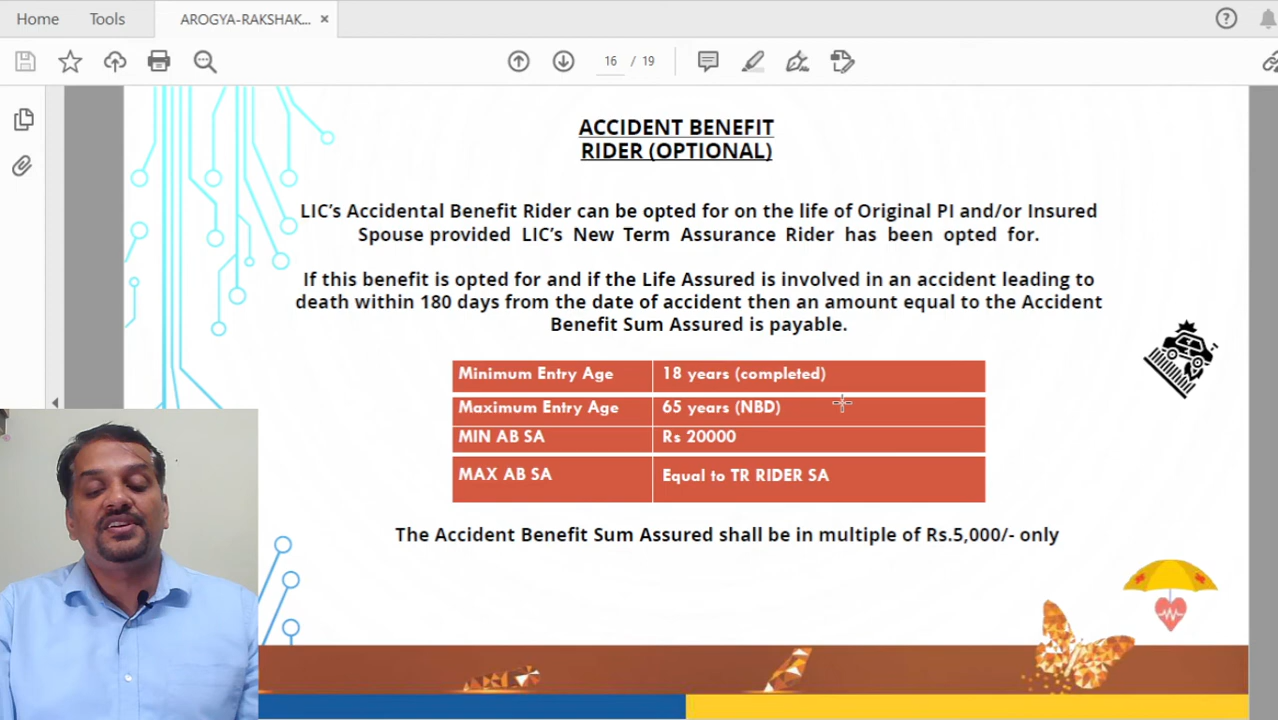 Home Tools AROGYA-RAKSHAK... ×
16 / 19
ACCIDENT BENEFIT
RIDER (OPTIONAL)
LIC's Accidental Benefit Rider can be opted for on the life of Original PI and/or Insured
Spouse provided LIC's New Term Assurance Rider has been opted for.
If this benefit is opted for and if the Life Assured is involved in an accident leading to
death within 180 days from the date of accident then an amount equal to the Accident
Benefit Sum Assured is payable.
Minimum Entry Age 18 years (completed)
Maximum Entry Age 65 years (NBD)
MIN AB SA Rs 20000
MAX AB SA Equal to TR RIDER SA
The Accident Benefit Sum Assured shall be in multiple of Rs.5,000/- only